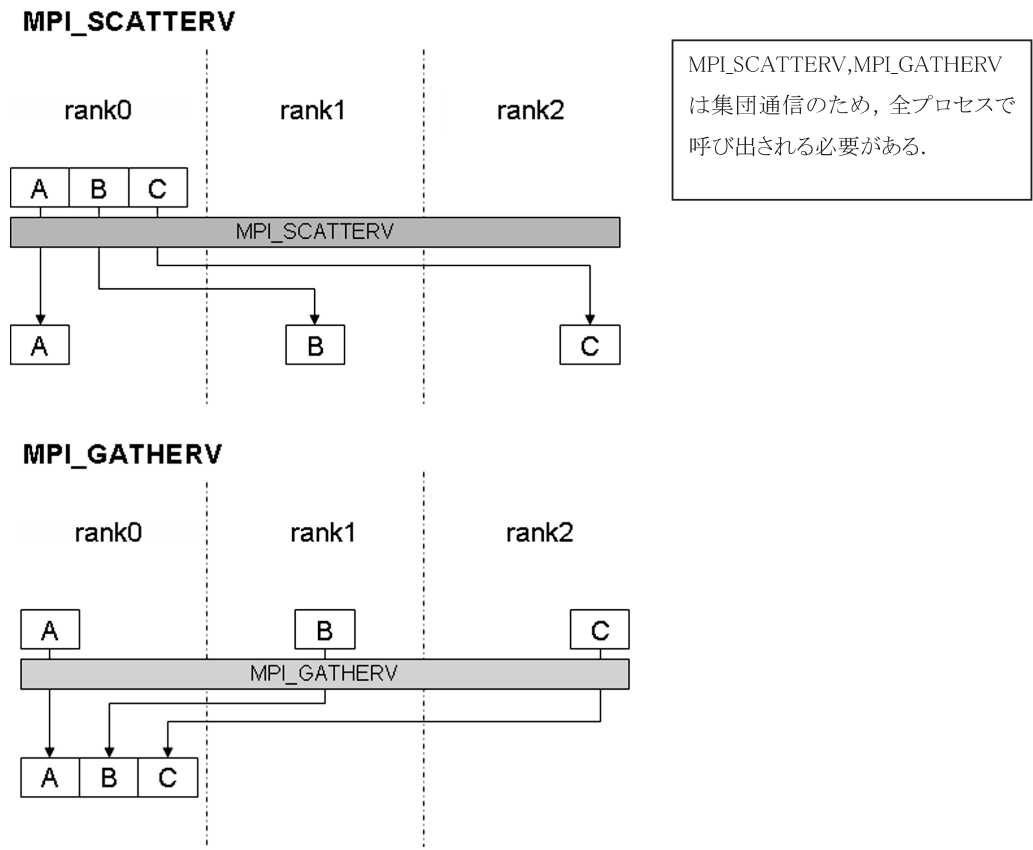 MPI_SCATTERV
rank0 rank1 rank2
A B C
MPI_SCATTERV
A B C
MPI_SCATTERV,MPI_GATHERV
は集団通信のため, 全プロセスで
呼び出される必要がある.
MPI_GATHERV
rank0 rank1 rank2
A B C
MPI_GATHERV
A B C